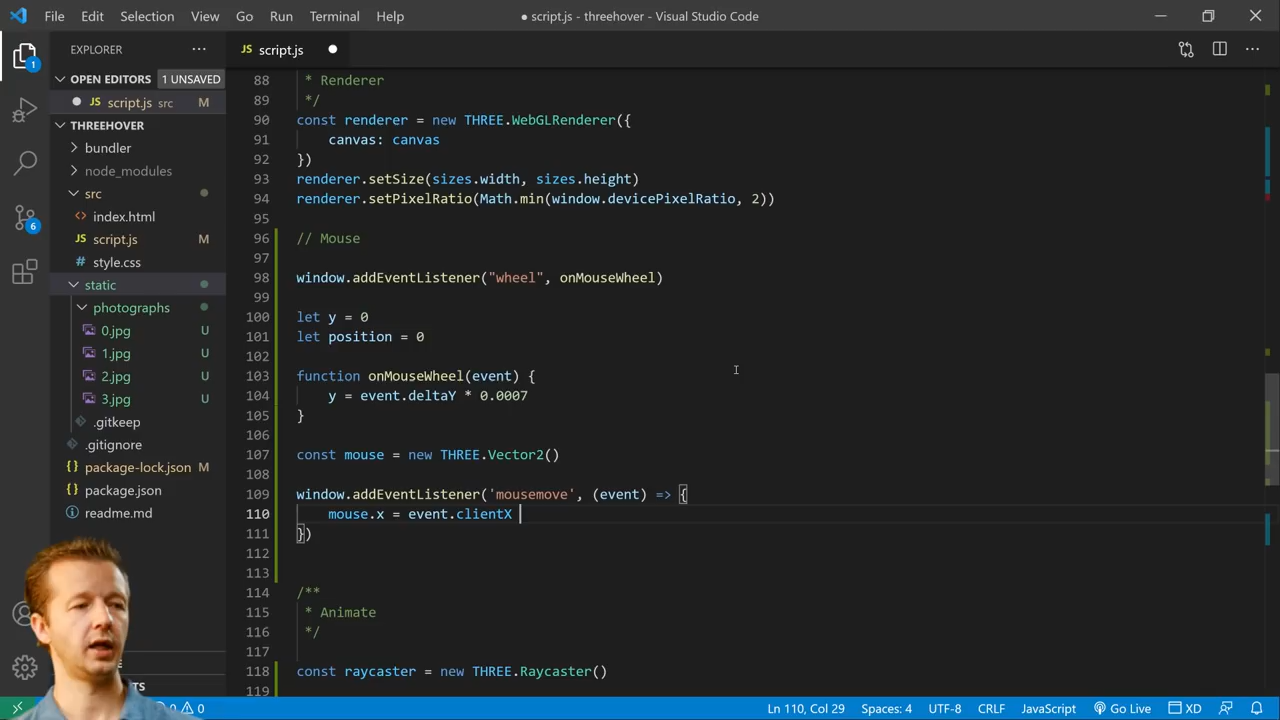 File Edit Selection View Go Run Terminal Help
● script.js - threehover - Visual Studio Code
EXPLORER ···
JS script.js ●
1
6
OPEN EDITORS 1 UNSAVED
● JS script.js src M
THREEHOVER
bundler
node_modules
src
<> index.html
JS script.js M
# style.css
static
photographs
0.jpg U
1.jpg U
2.jpg U
3.jpg U
.gitkeep
.gitignore
{} package-lock.json M
{} package.json
readme.md
88 * Renderer
89 */
90 const renderer = new THREE.WebGLRenderer({
91 canvas: canvas
92 })
93 renderer.setSize(sizes.width, sizes.height)
94 renderer.setPixelRatio(Math.min(window.devicePixelRatio, 2))
95
96 // Mouse
97
98 window.addEventListener("wheel", onMouseWheel)
99
100 let y = 0
101 let position = 0
102
103 function onMouseWheel(event) {
104 y = event.deltaY * 0.0007
105 }
106
107 const mouse = new THREE.Vector2()
108
109 window.addEventListener('mousemove', (event) => {
110 mouse.x = event.clientX
111 })
112
113
114 /**
115 * Animate
116 */
117
118 const raycaster = new THREE.Raycaster()
119
0
Ln 110, Col 29 Spaces: 4 UTF-8 CRLF JavaScript Go Live XD